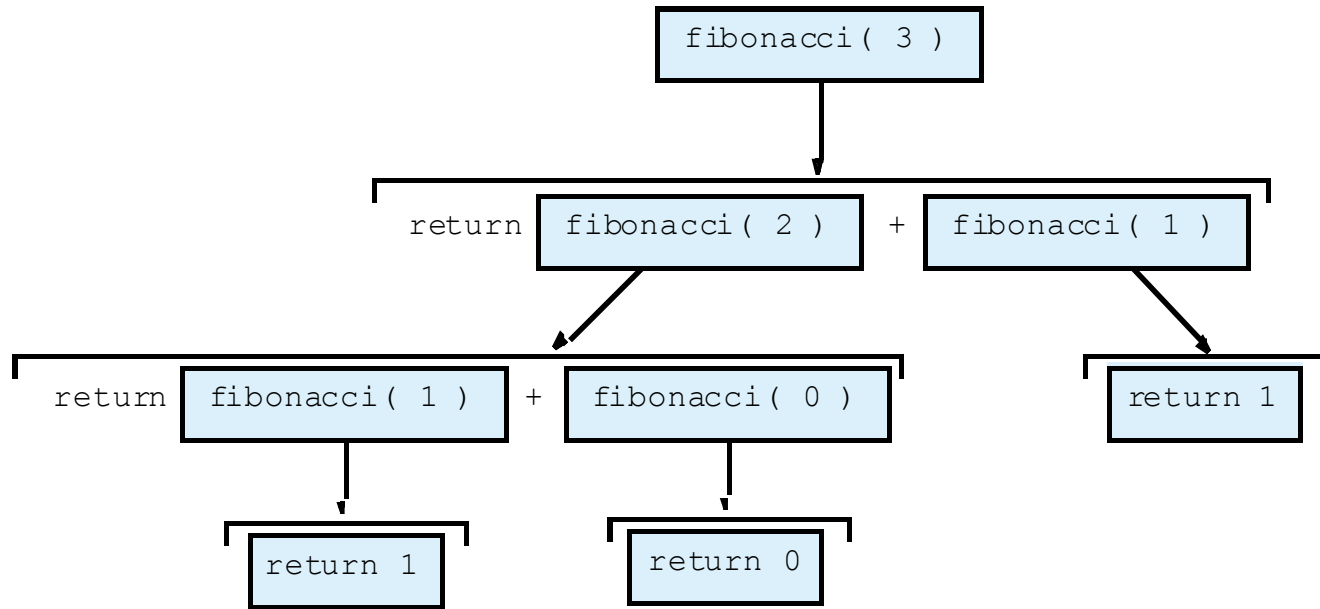 fibonacci( 3 )
return fibonacci( 2 ) + fibonacci( 1 )
return fibonacci( 1 ) + fibonacci( 0 )
return 1
return 1
return 0